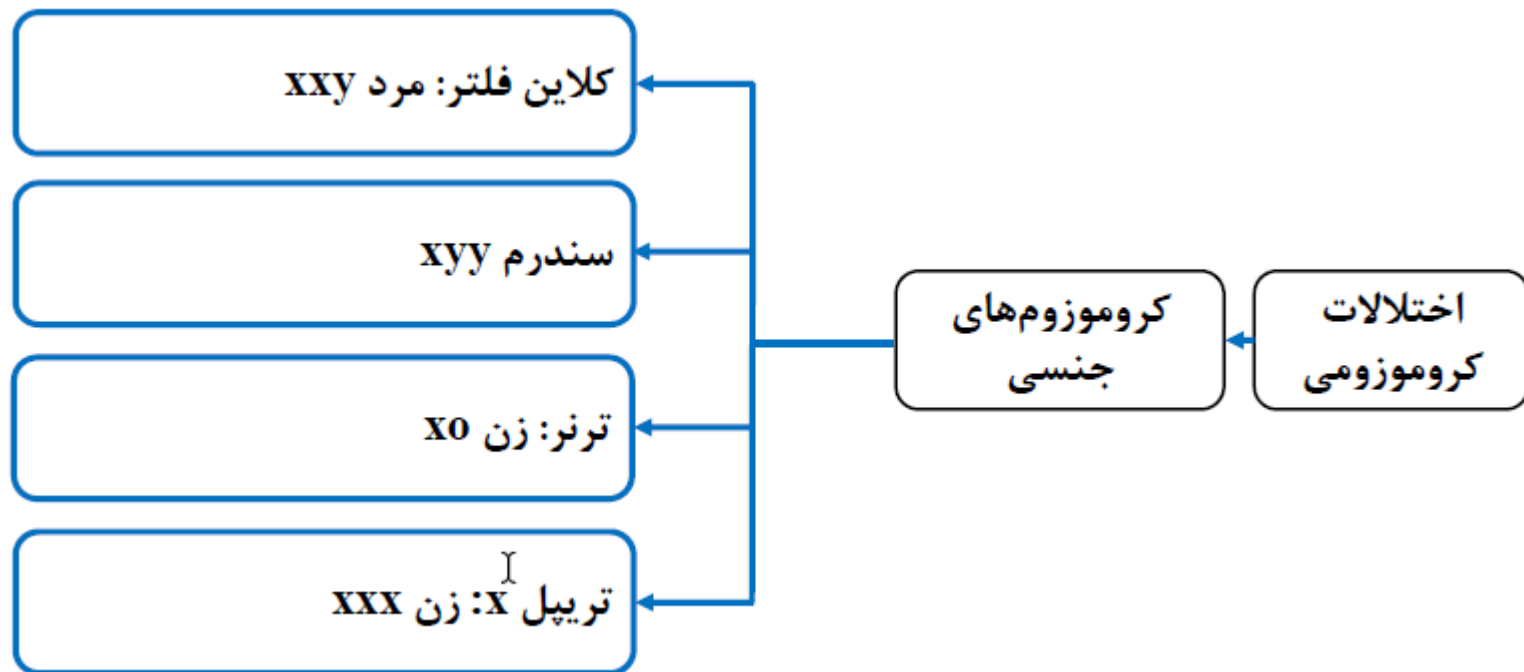 اختلالات
کروموزومی
کروموزوم‌های
جنسی
کلاین فلتر: مرد xxy
سندرم xyy
ترنر: زن xo
تریپل x: زن xxx